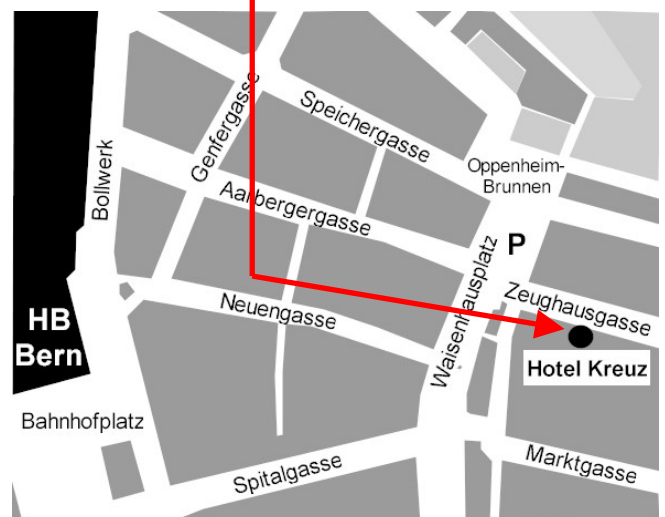 Speichergasse
Genfergasse
Oppenheim-
Brunnen
Bollwerk
Aarbergergasse
P
Waisenhausplatz
Zeughausgasse
Neuengasse
HB
Bern
Hotel Kreuz
Bahnhofplatz
Spitalgasse
Marktgasse